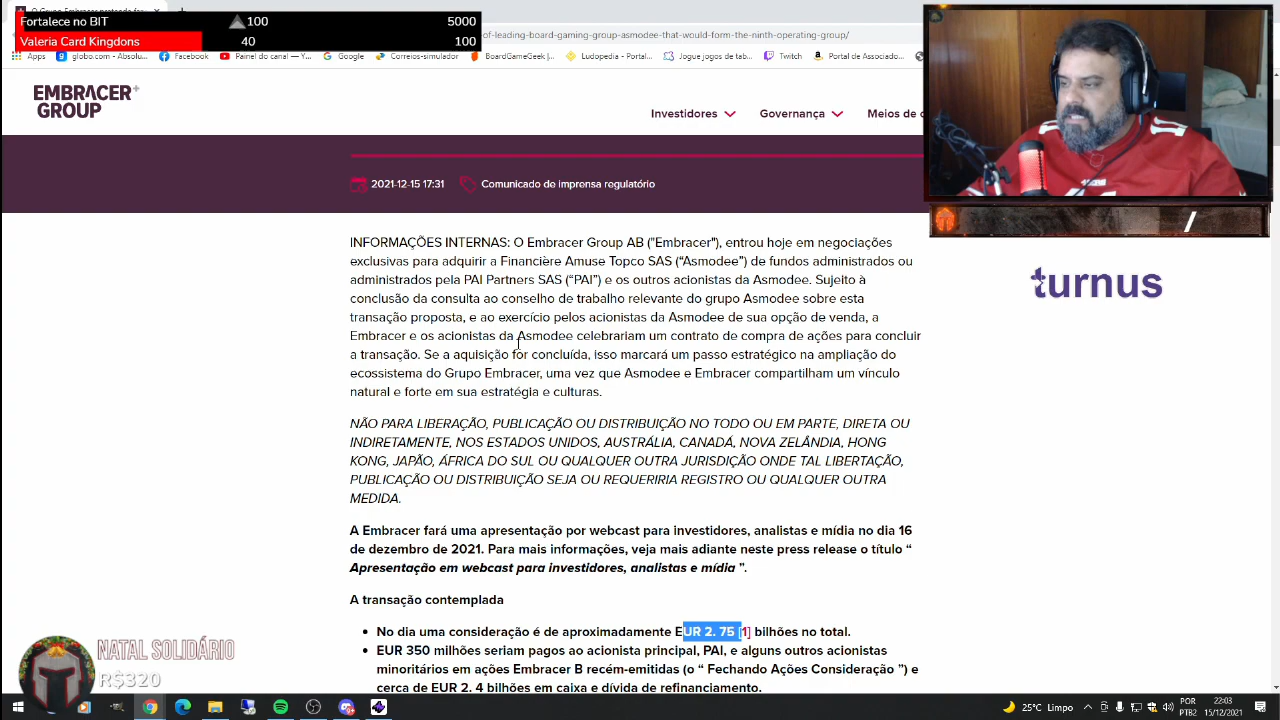 Fortalece no BIT 100 5000
Valeria Card Kingdons 40 100
of-leading-board-gaming-group-asmodee-that-would-form-the-ninth-operating-group/
Apps globo.com - Absolu... Facebook Painel do canal — Y... Google Correios-simulador BoardGameGeek |... Ludopedia - Portal... Jogue jogos de tab... Twitch Portal de Associado...
EMBRACER+
GROUP
Investidores Governança Meios de c
2021-12-15 17:31 Comunicado de imprensa regulatório
/
turnus
INFORMAÇÕES INTERNAS: O Embracer Group AB ("Embracer"), entrou hoje em negociações
exclusivas para adquirir a Financière Amuse Topco SAS (“Asmodee”) de fundos administrados ou
administrados pela PAI Partners SAS (“PAI”) e os outros acionistas da Asmodee. Sujeito à
conclusão da consulta ao conselho de trabalho relevante do grupo Asmodee sobre esta
transação proposta, e ao exercício pelos acionistas da Asmodee de sua opção de venda, a
Embracer e os acionistas da Asmodee celebrariam um contrato de compra de ações para concluir
a transação. Se a aquisição for concluída, isso marcará um passo estratégico na ampliação do
ecossistema do Grupo Embracer, uma vez que Asmodee e Embracer compartilham um vínculo
natural e forte em sua estratégia e culturas.
NÃO PARA LIBERAÇÃO, PUBLICAÇÃO OU DISTRIBUIÇÃO NO TODO OU EM PARTE, DIRETA OU
INDIRETAMENTE, NOS ESTADOS UNIDOS, AUSTRÁLIA, CANADÁ, NOVA ZELÂNDIA, HONG
KONG, JAPÃO, ÁFRICA DO SUL OU QUALQUER OUTRA JURISDIÇÃO ONDE TAL LIBERTAÇÃO,
PUBLICAÇÃO OU DISTRIBUIÇÃO SEJA OU REQUERIRIA REGISTRO OU QUALQUER OUTRA
MEDIDA.
A Embracer fará uma apresentação por webcast para investidores, analistas e mídia no dia 16
de dezembro de 2021. Para mais informações, veja mais adiante neste press release o título “
Apresentação em webcast para investidores, analistas e mídia ”.
A transação contemplada
• No dia uma consideração é de aproximadamente EUR 2. 75 [1] bilhões no total.
• EUR 350 milhões seriam pagos ao acionista principal, PAI, e alguns outros acionistas
minoritários em ações Embracer B recém-emitidas (o “ Fechando Ações Consideração ”) e
cerca de EUR 2. 4 bilhões em caixa e dívida de refinanciamento.
NATAL SOLIDÁRIO
R$320
25°C Limpo POR 22:03
PTB2 15/12/2021